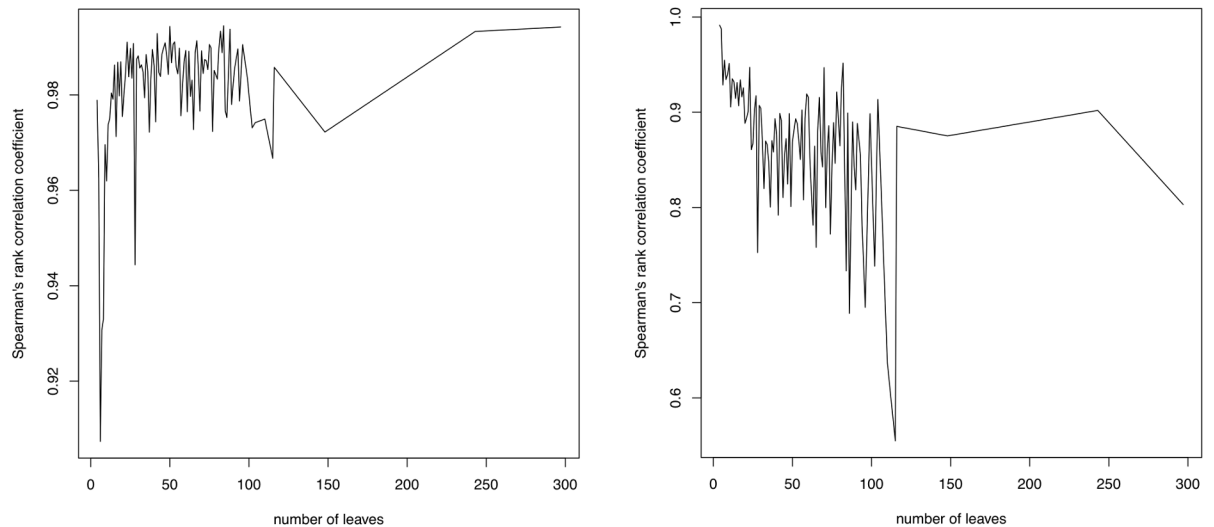 Spearman's rank correlation coefficient
0.98
0.96
0.94
0.92
0 50 100 150 200 250 300
number of leaves
Spearman's rank correlation coefficient
1.0
0.9
0.8
0.7
0.6
0 50 100 150 200 250 300
number of leaves